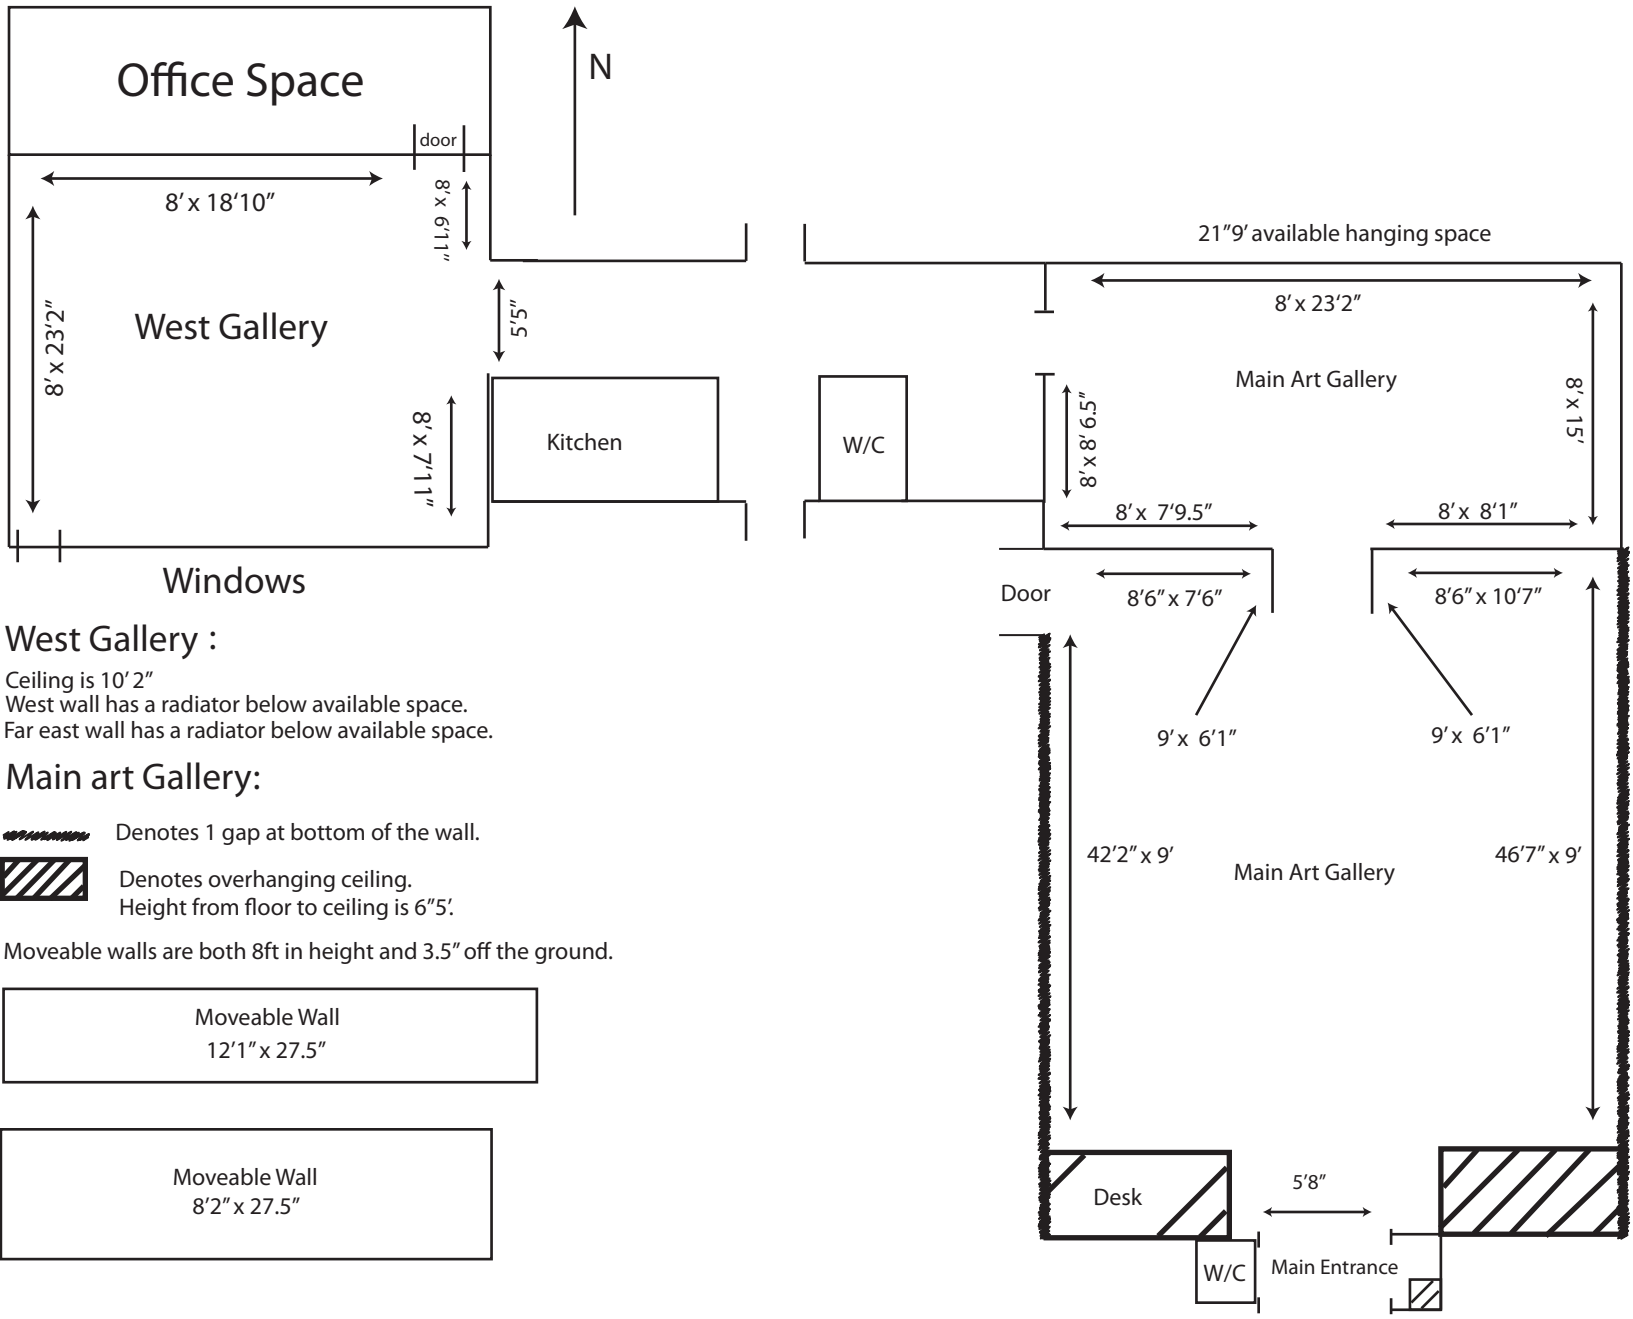 Office Space
N
door
8’ x 18‘10”
8’ x 6‘11”
21”9’ available hanging space
8’ x 23‘2”
5’5”
8’ x 23‘2”
West Gallery
Main Art Gallery
8’ x 15’
8’ x 7’11”
Kitchen
W/C
8’ x 8’ 6.5”
8’ x 7‘9.5”
8’ x 8‘1”
Windows
Door
8’6” x 7‘6”
8’6” x 10‘7”
West Gallery :
Ceiling is 10’ 2”
West wall has a radiator below available space.
Far east wall has a radiator below available space.
9’ x 6’1”
9’ x 6’1”
Main art Gallery:
Denotes 1 gap at bottom of the wall.
42’2” x 9’
46’7” x 9’
Main Art Gallery
Denotes overhanging ceiling.
Height from floor to ceiling is 6”5’.
Moveable walls are both 8ft in height and 3.5” off the ground.
Moveable Wall
12’1” x 27.5”
Moveable Wall
8’2” x 27.5”
Desk
5’8”
W/C
Main Entrance